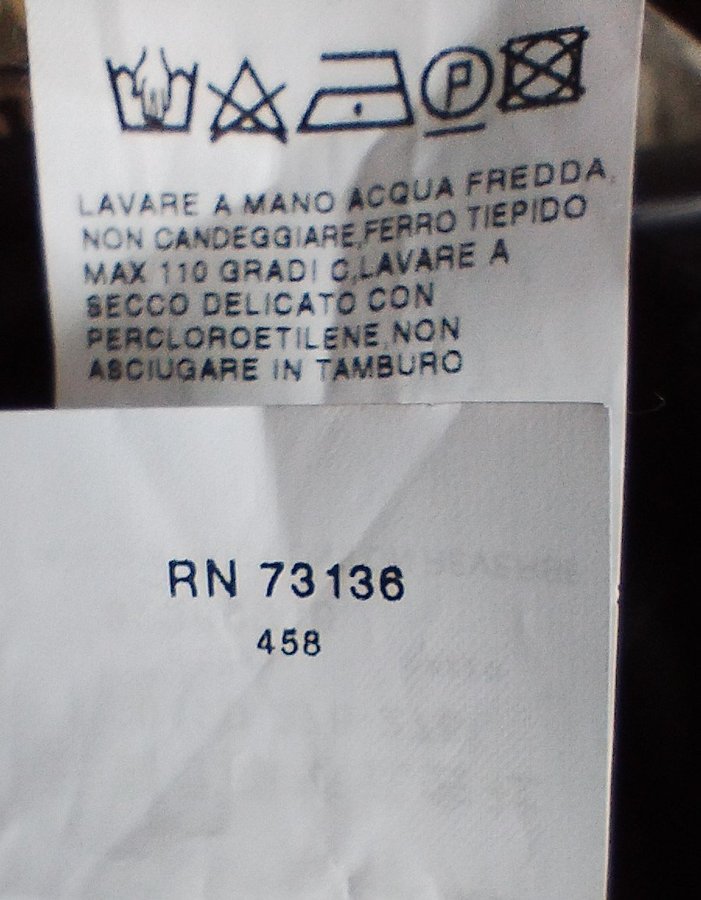 P
LAVARE A MANO ACQUA FREDDA,
NON CANDEGGIARE,FERRO TIEPIDO
MAX 110 GRADI C,LAVARE A
SECCO DELICATO CON
PERCLOROETILENE,NON
ASCIUGARE IN TAMBURO
RN 73136
458